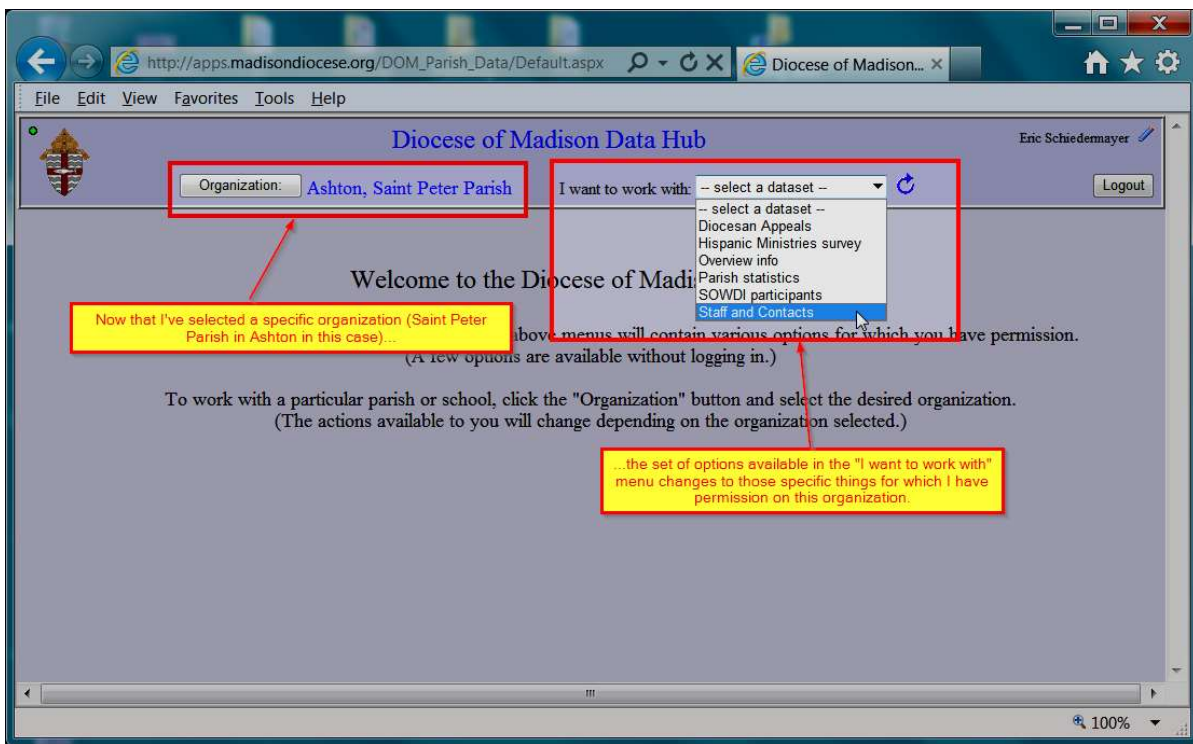 http://apps.madisondiocese.org/DOM_Parish_Data/Default.aspx
Diocese of Madison...
File Edit View Favorites Tools Help
Diocese of Madison Data Hub
Eric Schiedermayer
Organization:
Ashton, Saint Peter Parish
I want to work with:
-- select a dataset --
Logout
-- select a dataset --
Diocesan Appeals
Hispanic Ministries survey
Overview info
Parish statistics
SOWDI participants
Staff and Contacts
Welcome to the Diocese of Madi
Now that I've selected a specific organization (Saint Peter
Parish in Ashton in this case)...
above menus will contain various options for which you have permission.
(A few options are available without logging in.)
To work with a particular parish or school, click the "Organization" button and select the desired organization.
(The actions available to you will change depending on the organization selected.)
...the set of options available in the "I want to work with"
menu changes to those specific things for which I have
permission on this organization.
100%